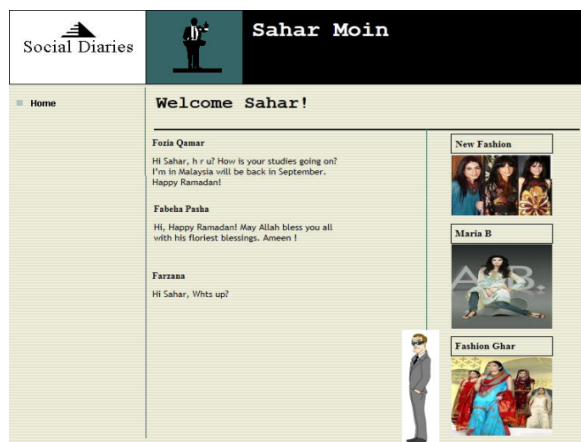 Social Diaries
Sahar Moin
Home
Welcome Sahar!
Fozia Qamar
Hi Sahar, h r u? How is your studies going on?
I'm in Malaysia will be back in September.
Happy Ramadan!
Fabeha Pasha
Hi, Happy Ramadan! May Allah bless you all
with his floriest blessings. Ameen !
Farzana
Hi Sahar, Whts up?
New Fashion
Maria B
A B.
Fashion Ghar